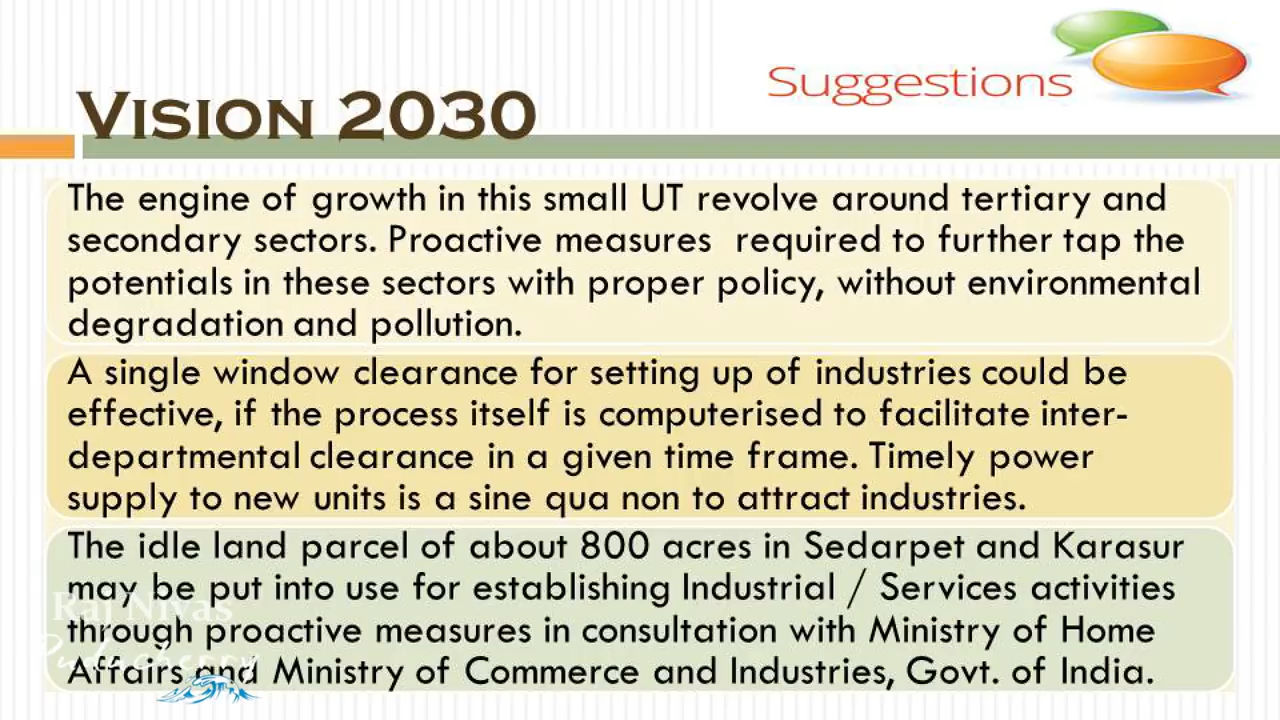 Suggestions
VISION 2030
The engine of growth in this small UT revolve around tertiary and
secondary sectors. Proactive measures required to further tap the
potentials in these sectors with proper policy, without environmental
degradation and pollution.
A single window clearance for setting up of industries could be
effective, if the process itself is computerised to facilitate inter-
departmental clearance in a given time frame. Timely power
supply to new units is a sine qua non to attract industries.
The idle land parcel of about 800 acres in Sedarpet and Karasur
may be put into use for establishing Industrial / Services activities
through proactive measures in consultation with Ministry of Home
Affairs and Ministry of Commerce and Industries, Govt. of India.
Raj Nivas
Puducherry